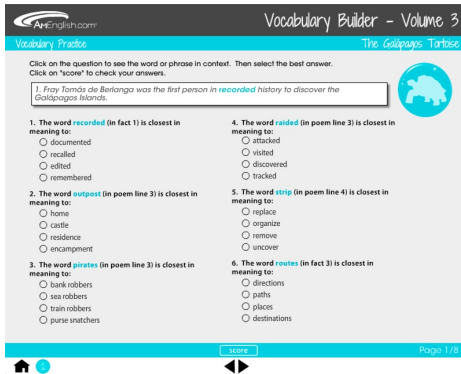 AMEnglish.com
Vocabulary Builder - Volume 3
Vocabulary Practice
The Galápagos Tortoise
Click on the question to see the word or phrase in context. Then select the best answer.
Click on "score" to check your answers.
1. Fray Tomás de Berlanga was the first person in recorded history to discover the
Galápagos Islands.
1. The word recorded (in fact 1) is closest in
meaning to:
documented
recalled
edited
remembered
2. The word outpost (in poem line 3) is closest in
meaning to:
home
castle
residence
encampment
3. The word pirates (in poem line 3) is closest in
meaning to:
bank robbers
sea robbers
train robbers
purse snatchers
4. The word raided (in poem line 3) is closest in
meaning to:
attacked
visited
discovered
tracked
5. The word strip (in poem line 4) is closest in
meaning to:
replace
organize
remove
uncover
6. The word routes (in fact 3) is closest in
meaning to:
directions
paths
places
destinations
score
Page 1/8